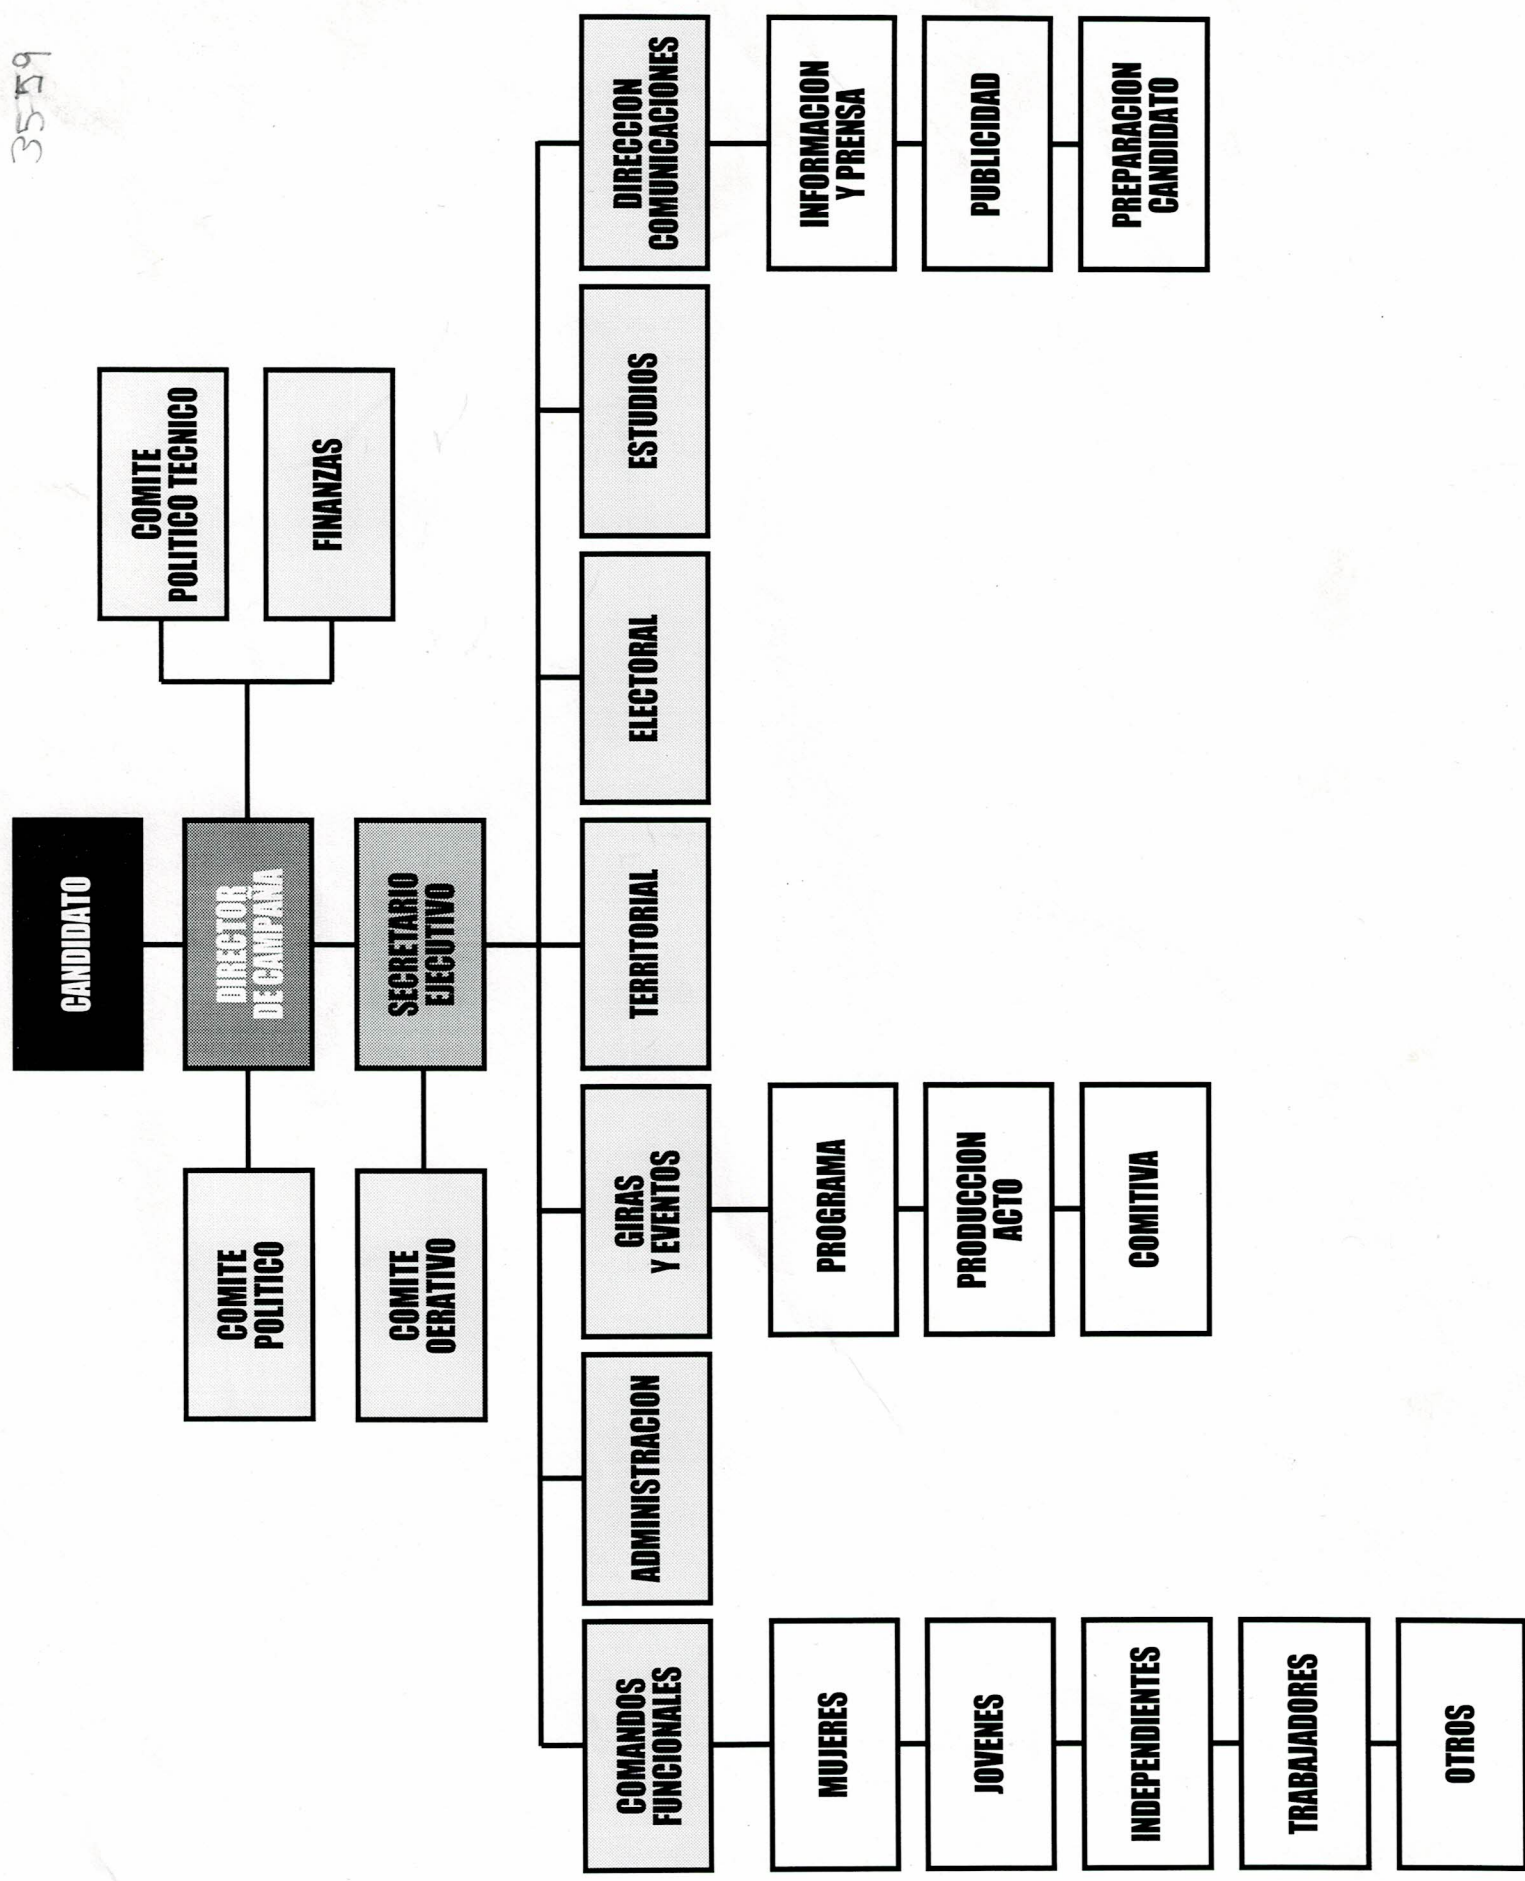 35-59
CANDIDATO
DIRECTOR
DE CAMPAÑA
COMITE
POLITICO TECNICO
FINANZAS
COMITE
POLITICO
SECRETARIO
EJECUTIVO
COMITE
OERATIVO
COMANDOS
FUNCIONALES
ADMINISTRACION
GIRAS
Y EVENTOS
TERRITORIAL
ELECTORAL
ESTUDIOS
DIRECCION
COMUNICACIONES
MUJERES
JOVENES
INDEPENDIENTES
TRABAJADORES
OTROS
PROGRAMA
PRODUCCION
ACTO
COMITIVA
INFORMACION
Y PRENSA
PUBLICIDAD
PREPARACION
CANDIDATO